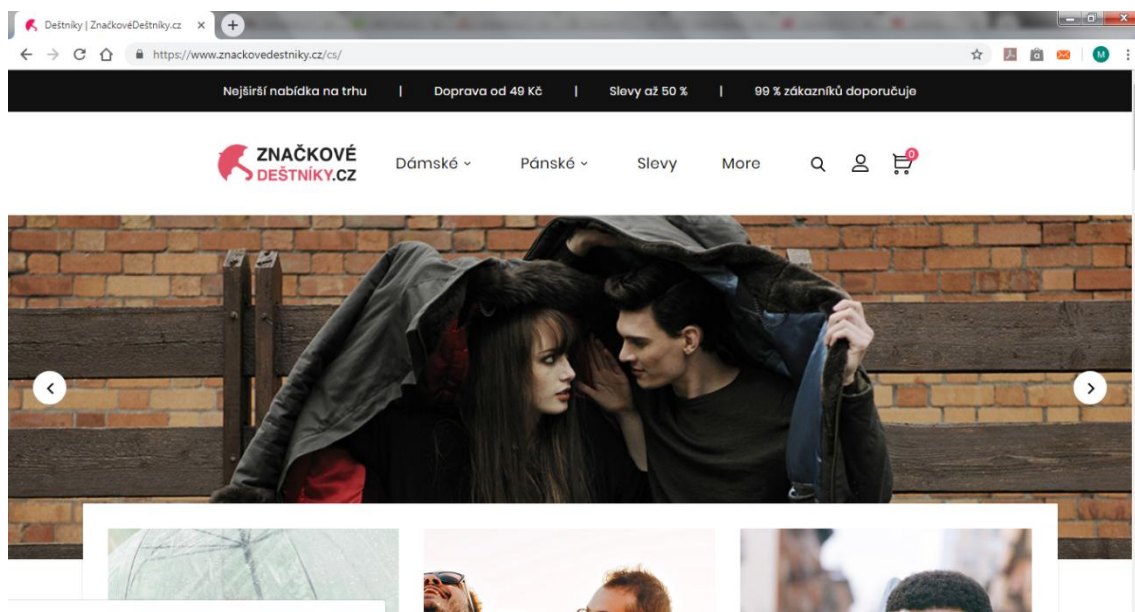 Deštníky | ZnačkovéDeštníky.cz
https://www.znackovedestniky.cz/cs/
M
Nejširší nabídka na trhu | Doprava od 49 Kč | Slevy až 50 % | 99 % zákazníků doporučuje
ZNAČKOVÉ
DEŠTNÍKY.CZ
Dámské Pánské Slevy More 0